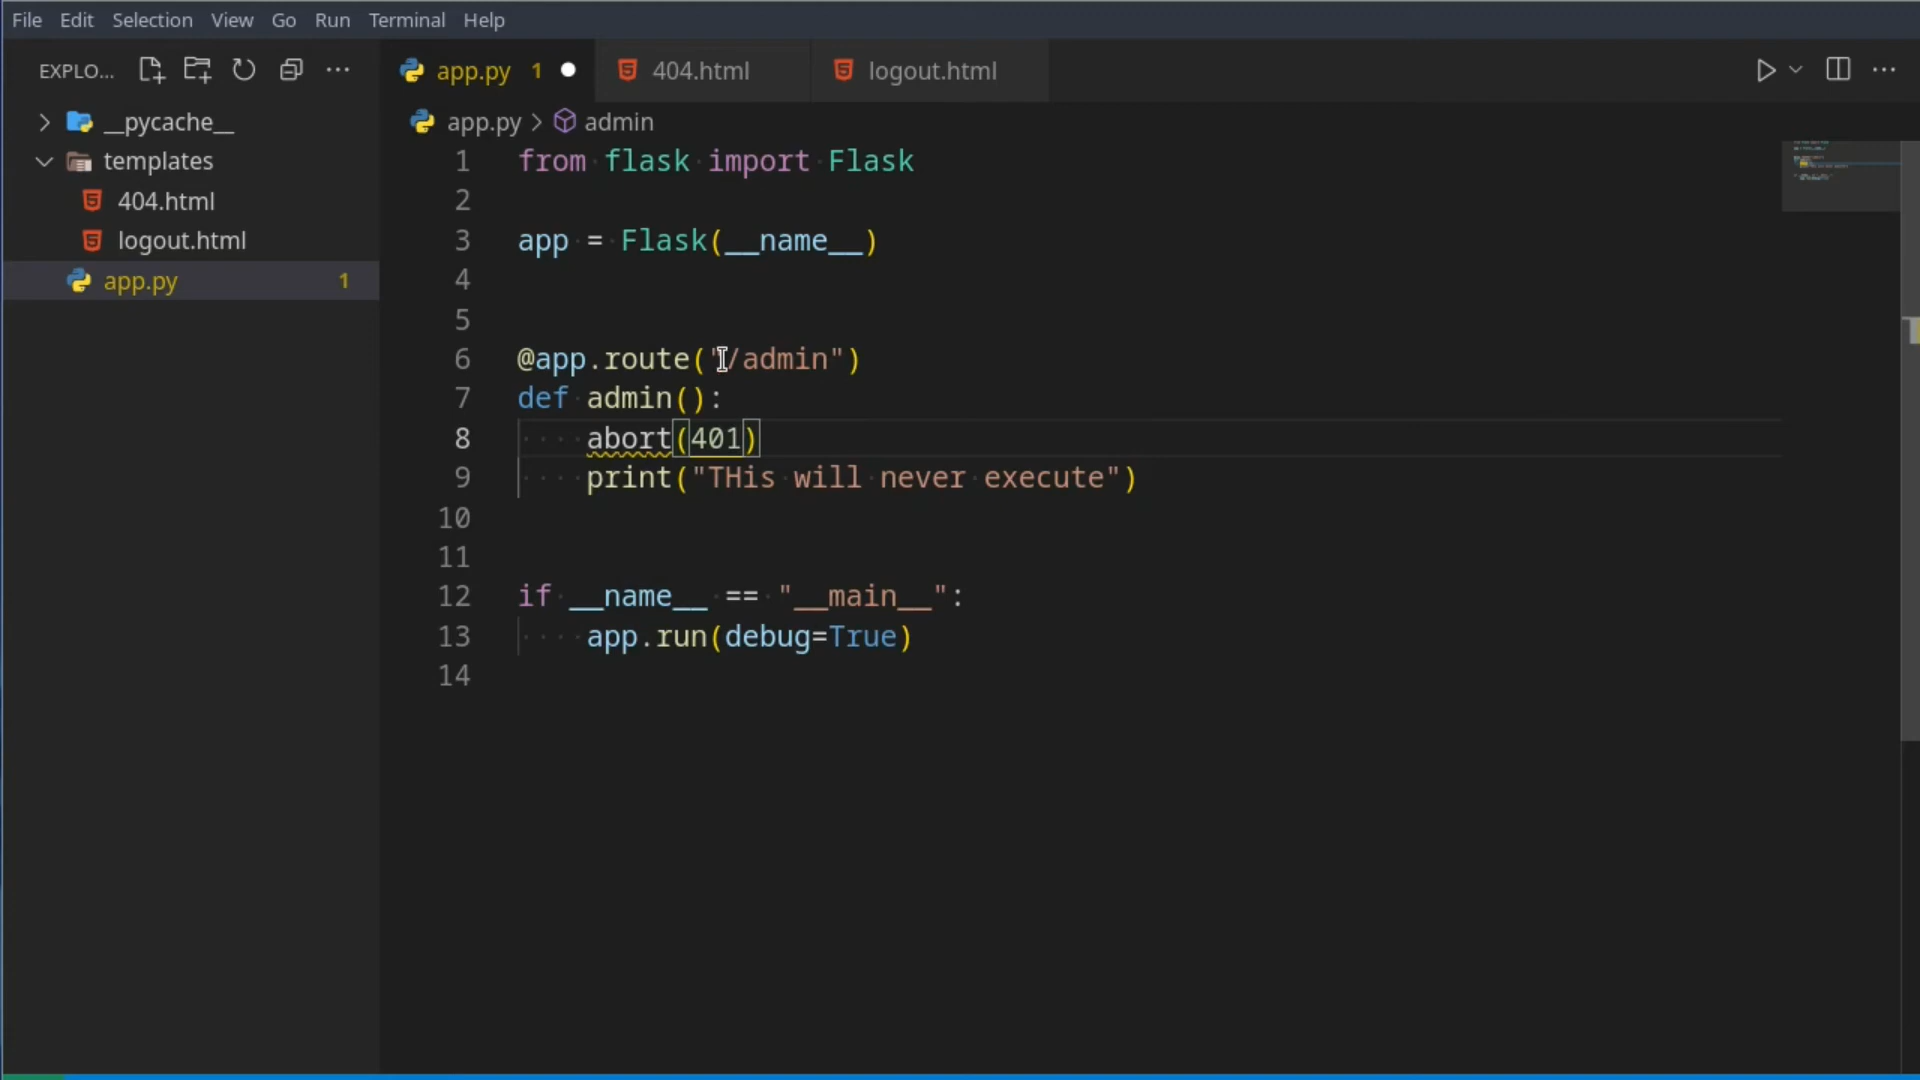 File Edit Selection View Go Run Terminal Help
EXPLO... app.py 1 404.html logout.html
__pycache__
templates
404.html
logout.html
app.py 1
app.py > admin
1 from flask import Flask
2
3 app = Flask(__name__)
4
5
6 @app.route("/admin")
7 def admin():
8 abort(401)
9 print("THis will never execute")
10
11
12 if __name__ == "__main__":
13 app.run(debug=True)
14